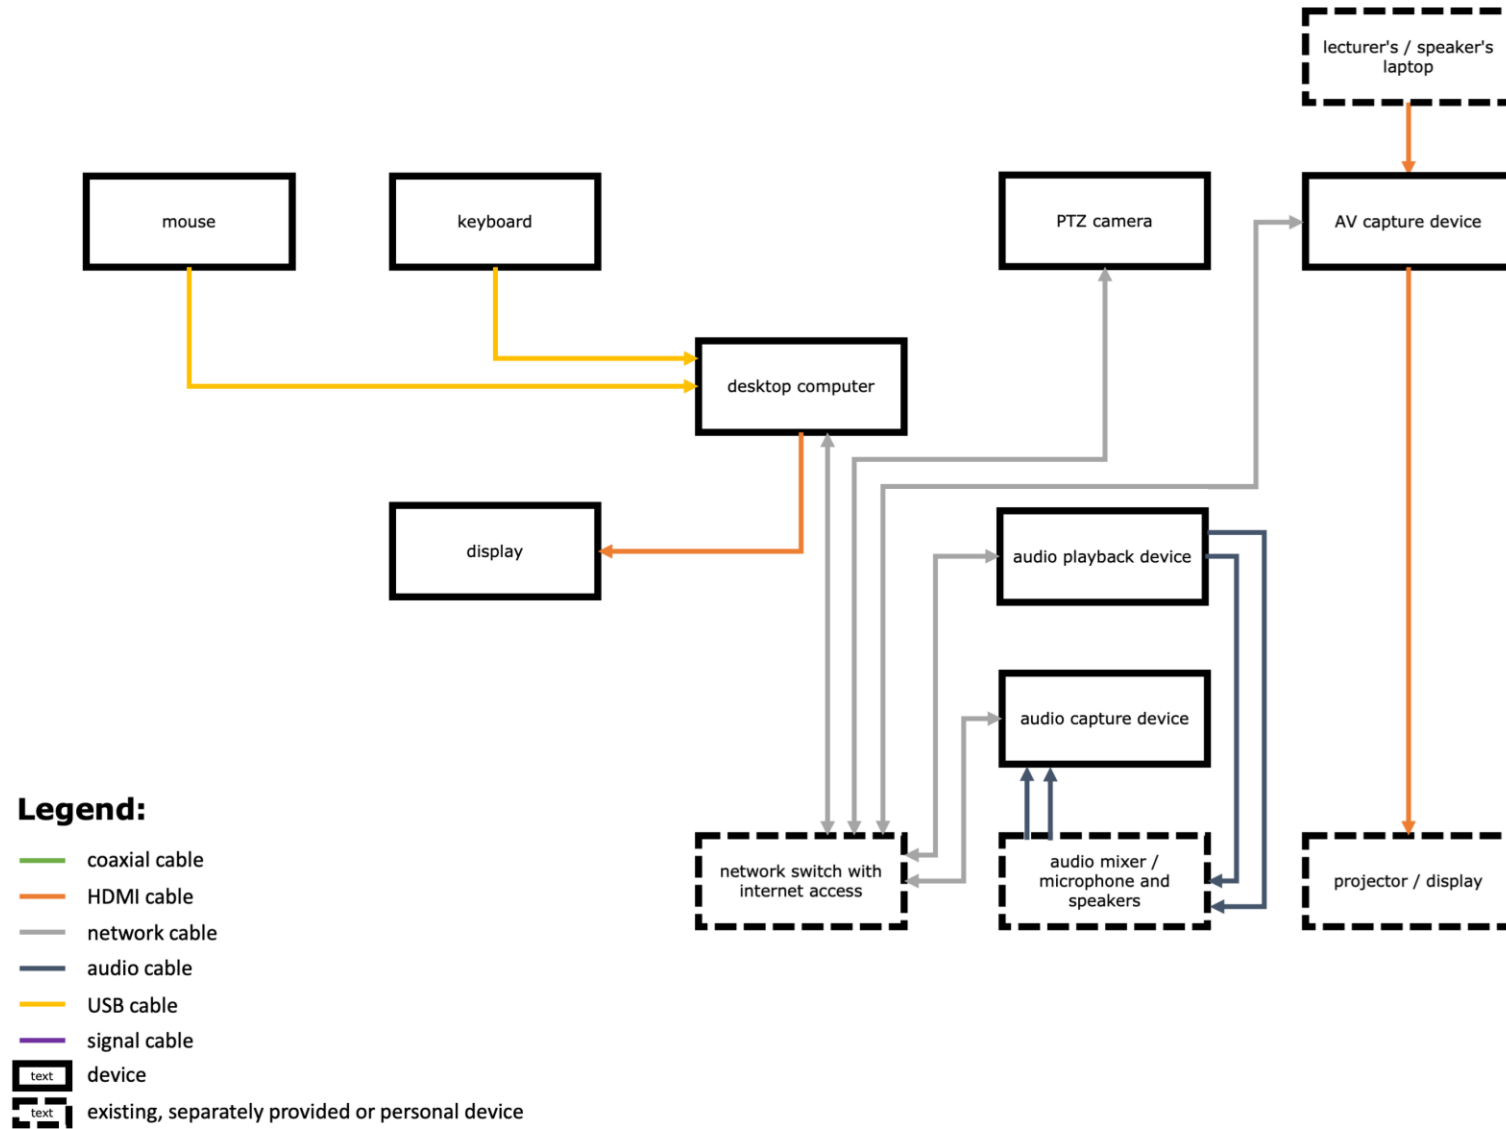 lecturer's / speaker's
laptop
mouse
keyboard
PTZ camera
AV capture device
desktop computer
display
audio playback device
audio capture device
network switch with
internet access
audio mixer /
microphone and
speakers
projector / display
Legend:
coaxial cable
HDMI cable
network cable
audio cable
USB cable
signal cable
text
device
text
existing, separately provided or personal device